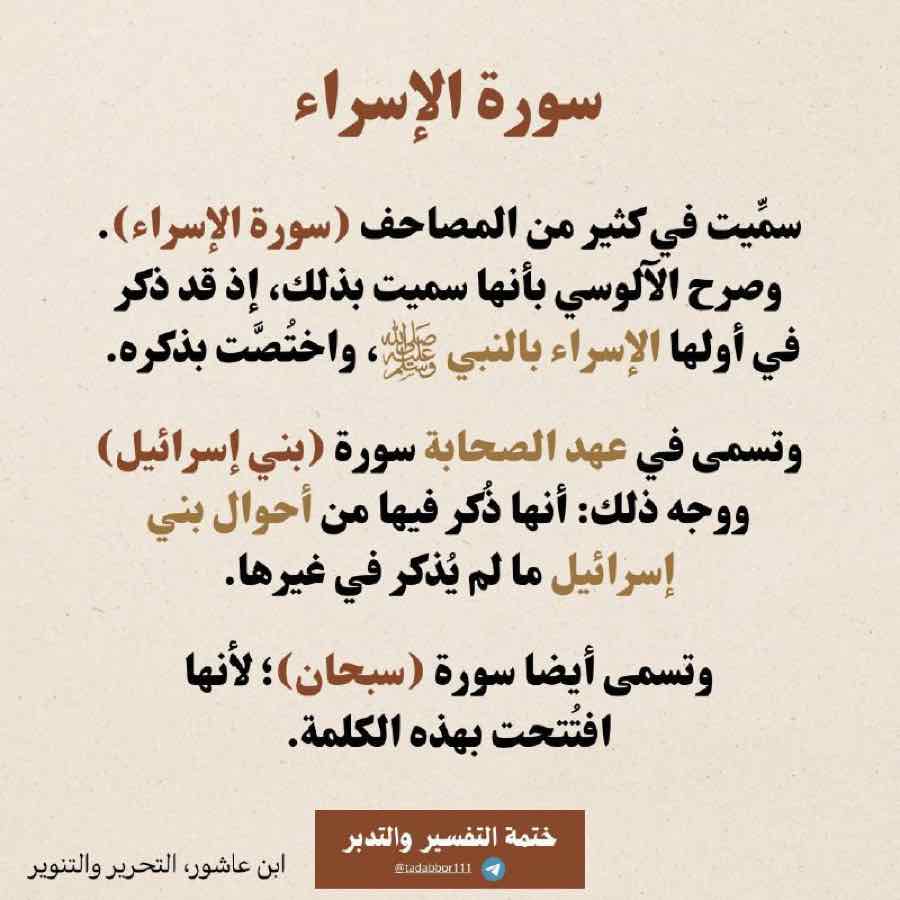 سورة الإسراء
سمِّيت في كثير من المصاحف (سورة الإسراء).
وصرح الآلوسي بأنها سميت بذلك، إذ قد ذكر
في أولها الإسراء بالنبي ﷺ، واختُصَّت بذكره.
وتسمى في عهد الصحابة سورة (بني إسرائيل)
ووجه ذلك: أنها ذُكر فيها من أحوال بني
إسرائيل ما لم يُذكر في غيرها.
وتسمى أيضا سورة (سبحان)؛ لأنها
افتُتحت بهذه الكلمة.
ختمة التفسير والتدبر
@tadabbor111
ابن عاشور، التحرير والتنوير